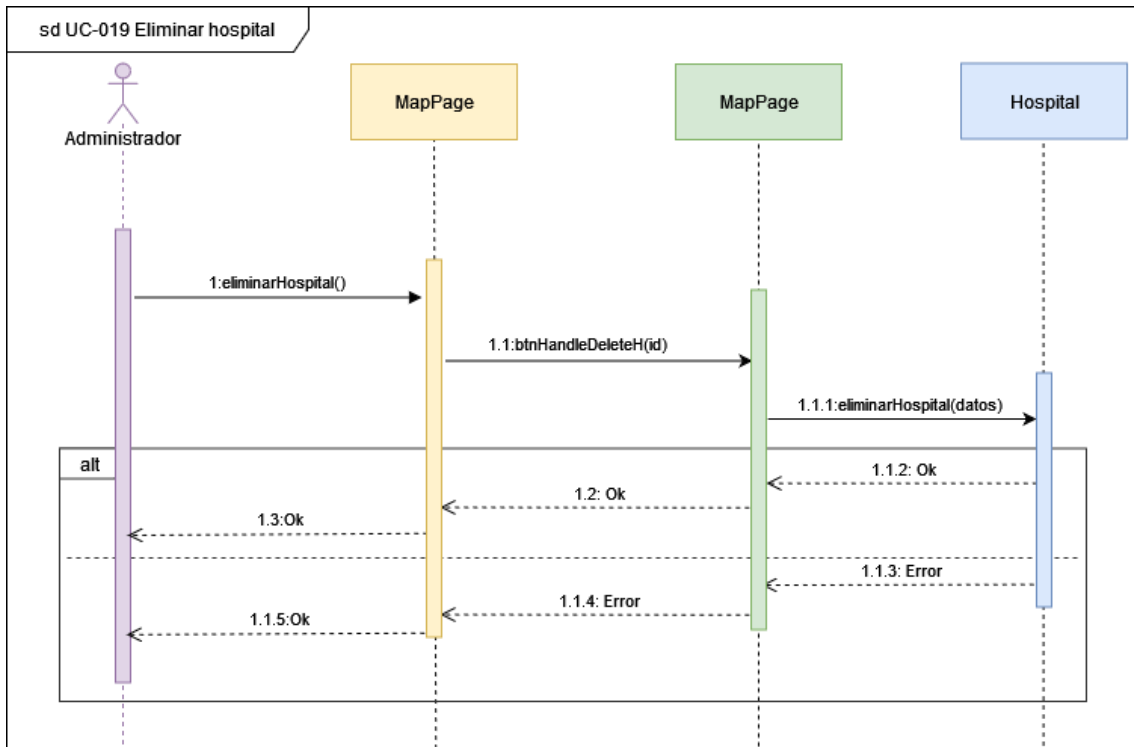 sd UC-019 Eliminar hospital
Administrador
MapPage
MapPage
Hospital
1:eliminarHospital()
1.1:btnHandleDeleteH(id)
1.1.1:eliminarHospital(datos)
alt
1.1.2: Ok
1.2: Ok
1.3:Ok
1.1.3: Error
1.1.4: Error
1.1.5:Ok